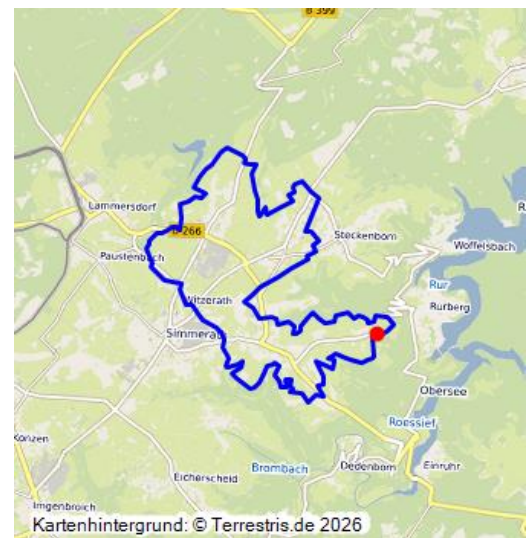 B 399
Lammersdorf
B 266
Paustenbach
Steckenborn
Woffelsbach
Rur
Witzerath
Rurberg
Simmerath
Obersee
Roessief
Konzen
Dedenborn
Einruhr
Brombach
Eicherscheid
Imgenbroich
Kartenhintergrund: © Terrestris.de 2026